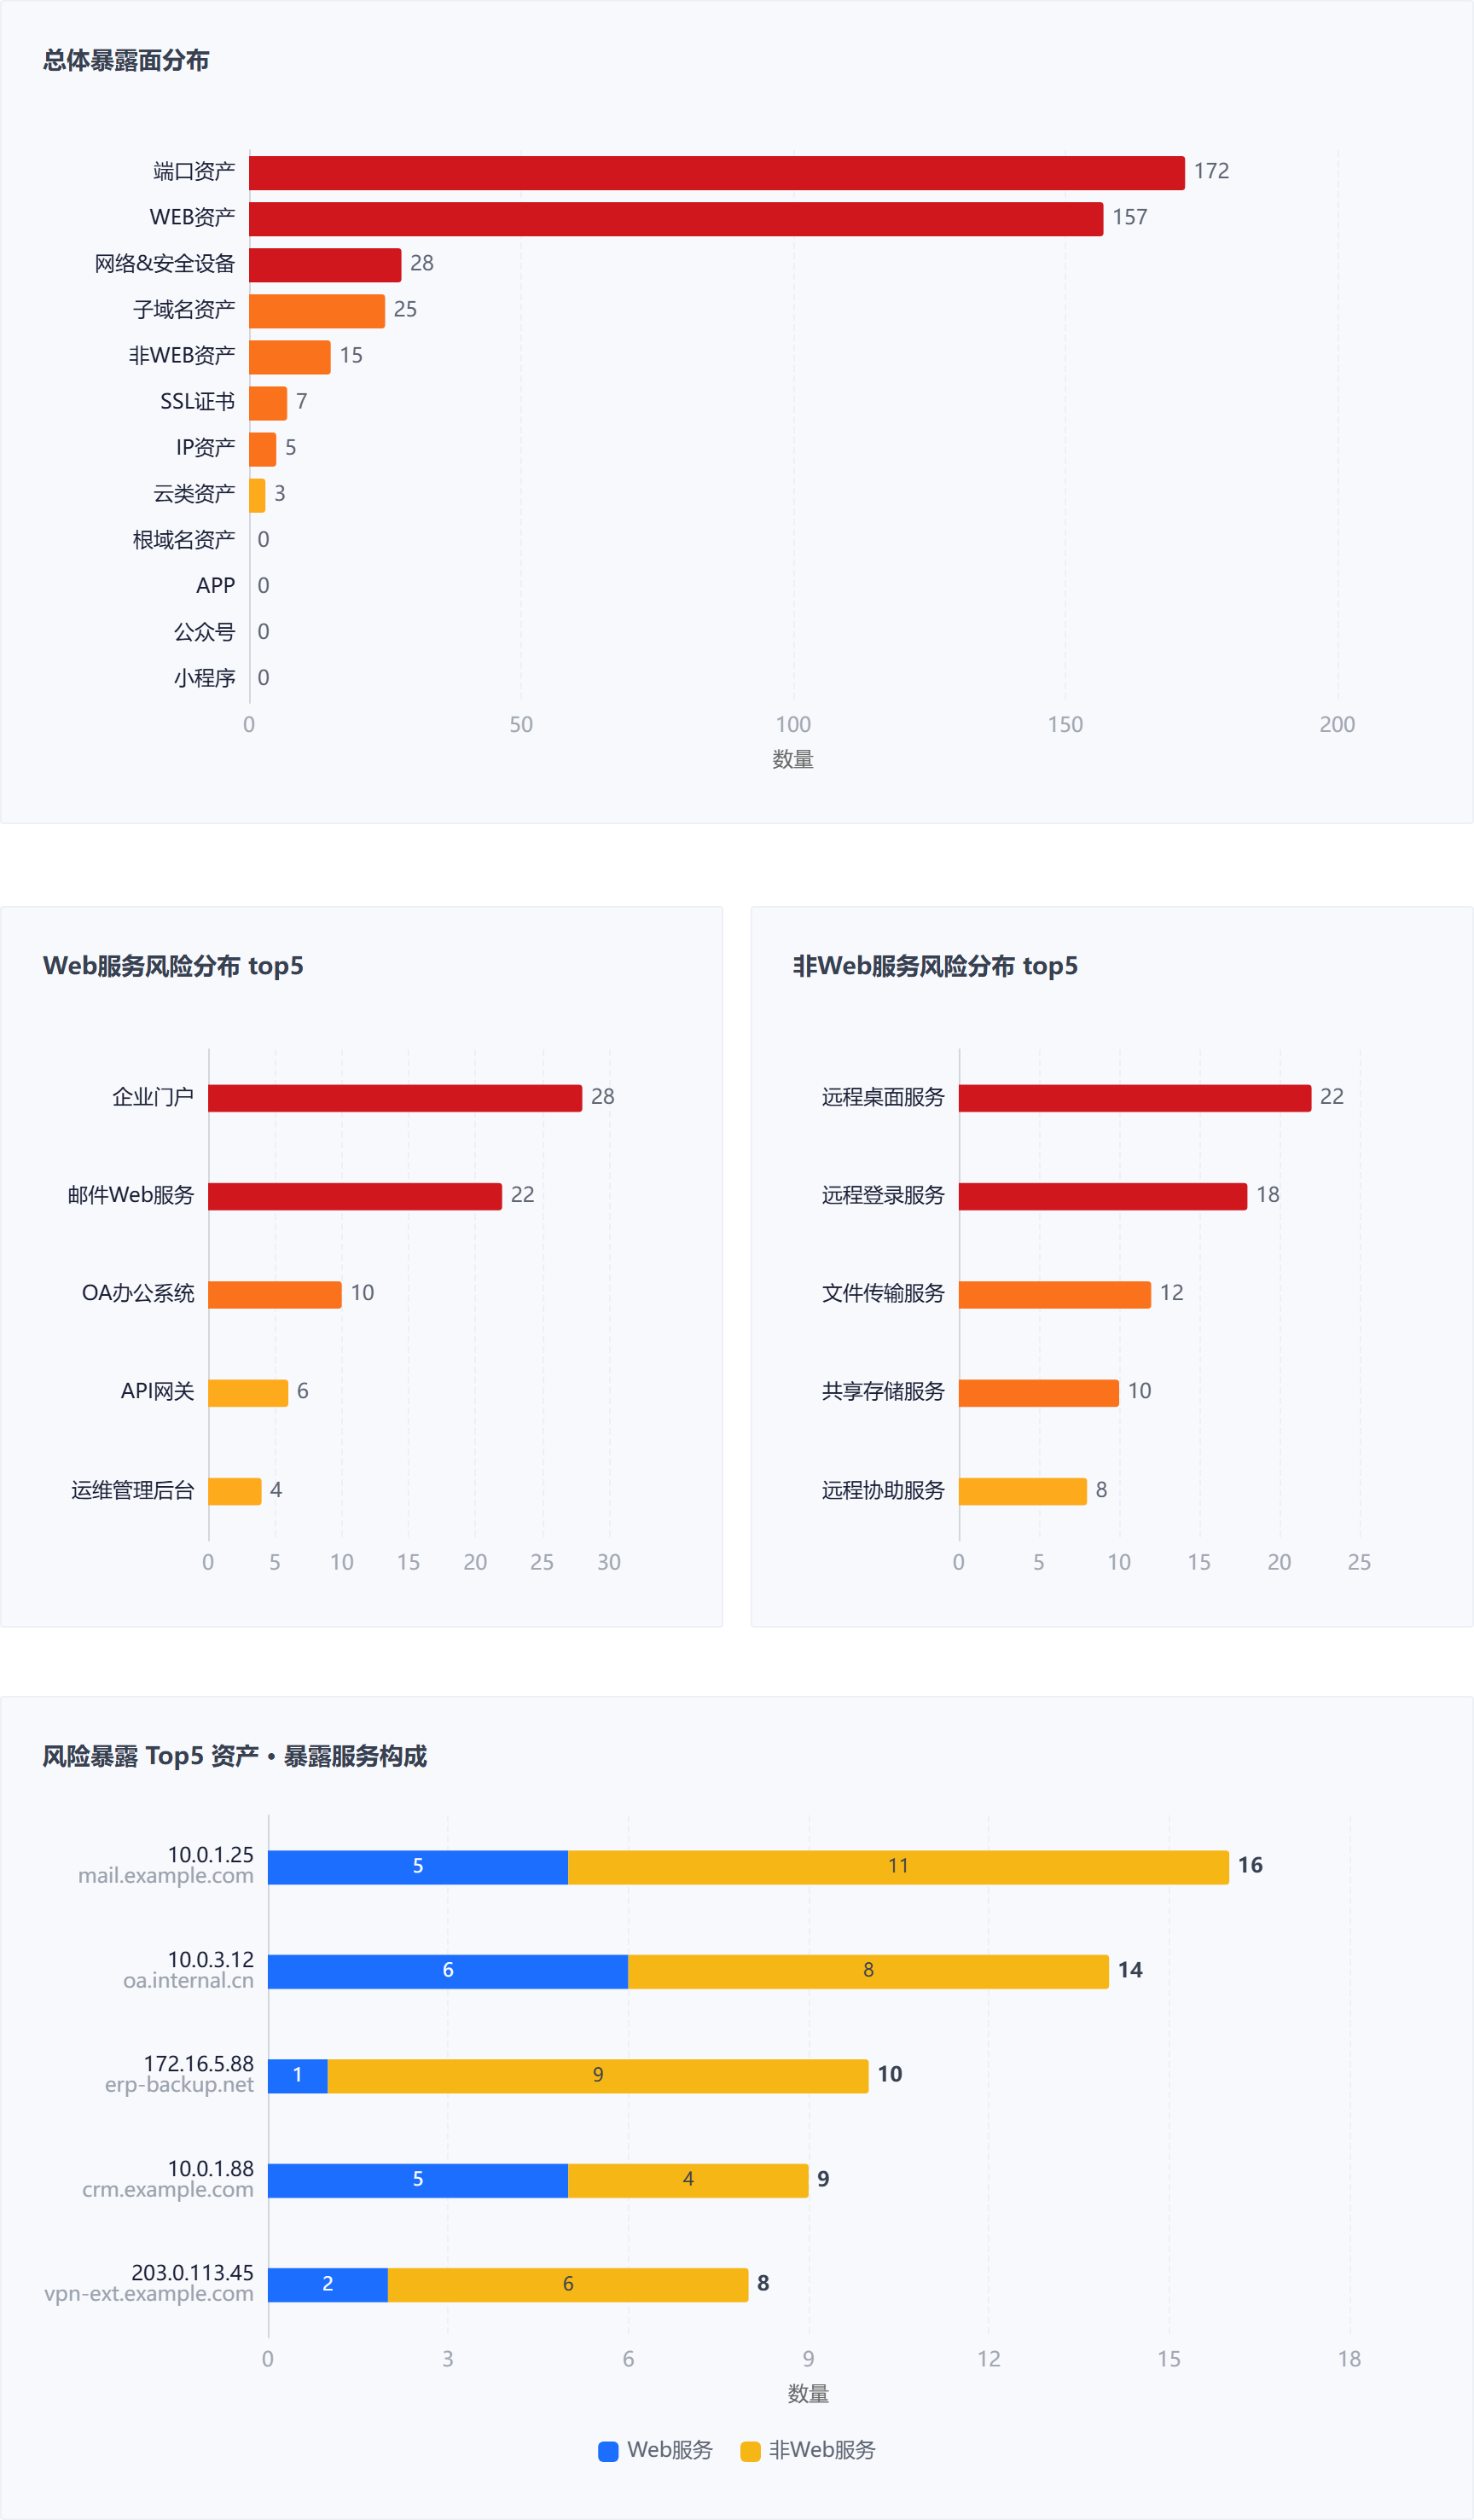 总体暴露面分布
端口资产 172
WEB资产 157
网络&安全设备 28
子域名资产 25
非WEB资产 15
SSL证书 7
IP资产 5
云类资产 3
根域名资产 0
APP 0
公众号 0
小程序 0
0 50 100 150 200
数量
Web服务风险分布 top5
企业门户 28
邮件Web服务 22
OA办公系统 10
API网关 6
运维管理后台 4
0 5 10 15 20 25 30
非Web服务风险分布 top5
远程桌面服务 22
远程登录服务 18
文件传输服务 12
共享存储服务 10
远程协助服务 8
0 5 10 15 20 25
风险暴露 Top5 资产 · 暴露服务构成
10.0.1.25
mail.example.com
5 11 16
10.0.3.12
oa.internal.cn
6 8 14
172.16.5.88
erp-backup.net
1 9 10
10.0.1.88
crm.example.com
5 4 9
203.0.113.45
vpn-ext.example.com
2 6 8
0 3 6 9 12 15 18
数量
Web服务 非Web服务